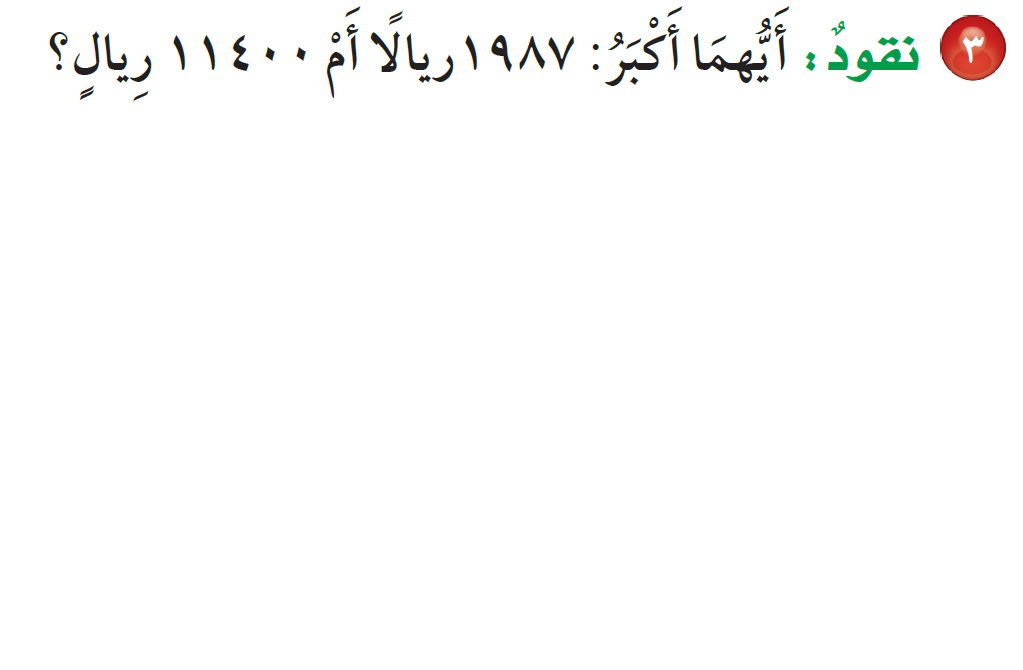 ٣ نقودٌ: أَيُّهمَا أَكْبَرُ: ١٩٨٧ ريالًا أَمْ ١١٤٠٠ رِيالٍ؟